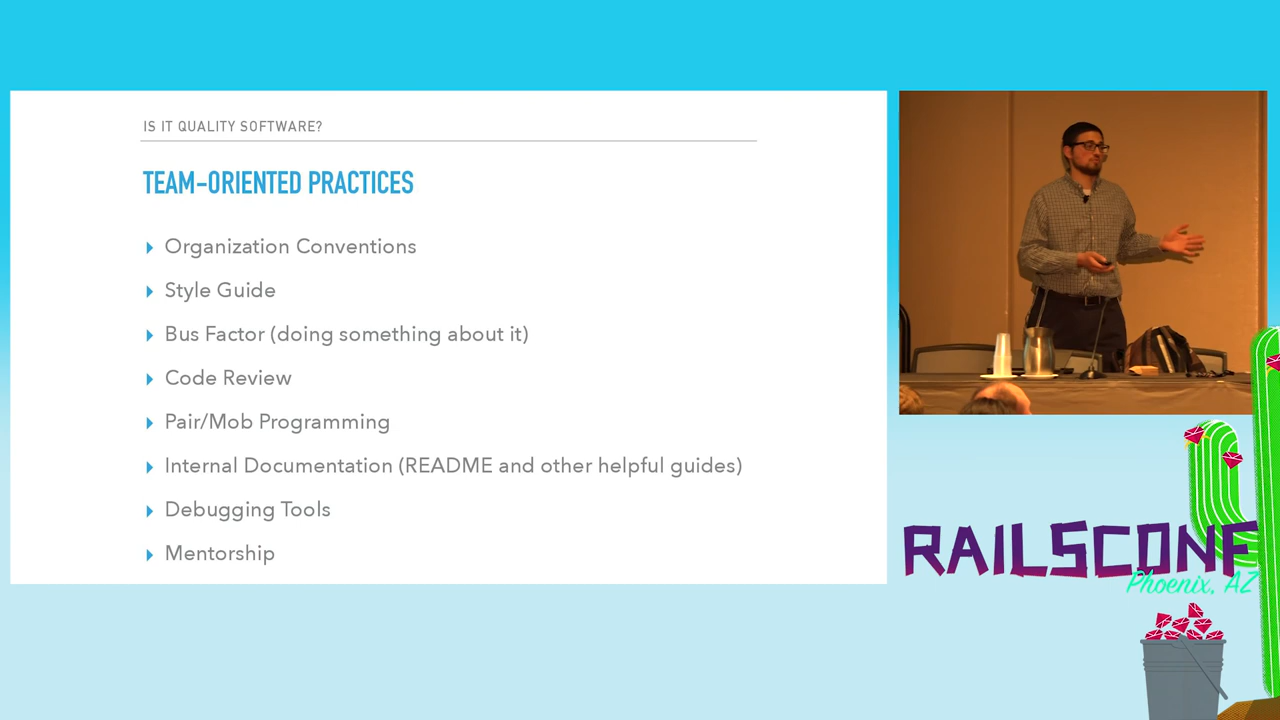 IS IT QUALITY SOFTWARE?
TEAM-ORIENTED PRACTICES
Organization Conventions
Style Guide
Bus Factor (doing something about it)
Code Review
Pair/Mob Programming
Internal Documentation (README and other helpful guides)
Debugging Tools
Mentorship
RAILSCONF
Phoenix, AZ